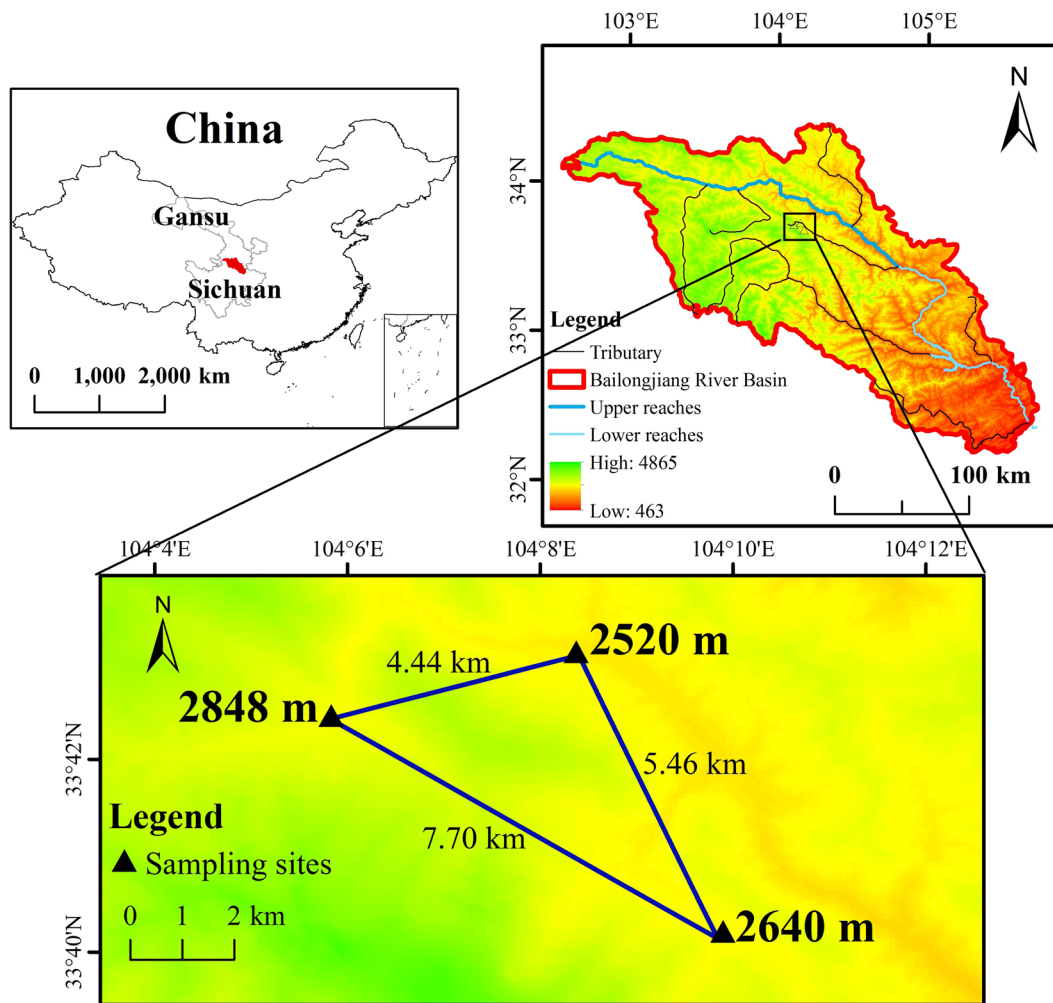 China
Gansu
Sichuan
0 1,000 2,000 km
103°E 104°E 105°E
N
34°N
33°N
32°N
Legend
Tributary
Bailongjiang River Basin
Upper reaches
Lower reaches
High: 4865
Low: 463
0 100 km
104°4'E 104°6'E 104°8'E 104°10'E 104°12'E
N
2520 m
4.44 km
2848 m
33°42'N
5.46 km
7.70 km
Legend
Sampling sites
0 1 2 km
2640 m
33°40'N